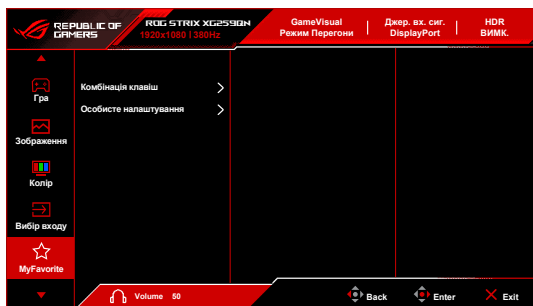 REPUBLIC OF
GAMERS
ROG STRIX XG259QN
1920x1080 | 380Hz
GameVisual
Режим Перегони
Джер. вх. сиг.
DisplayPort
HDR
ВИМК.
Гра
Зображення
Колір
Вибір входу
MyFavorite
Комбінація клавіш
Особисте налаштування
Volume 50
Back
Enter
Exit